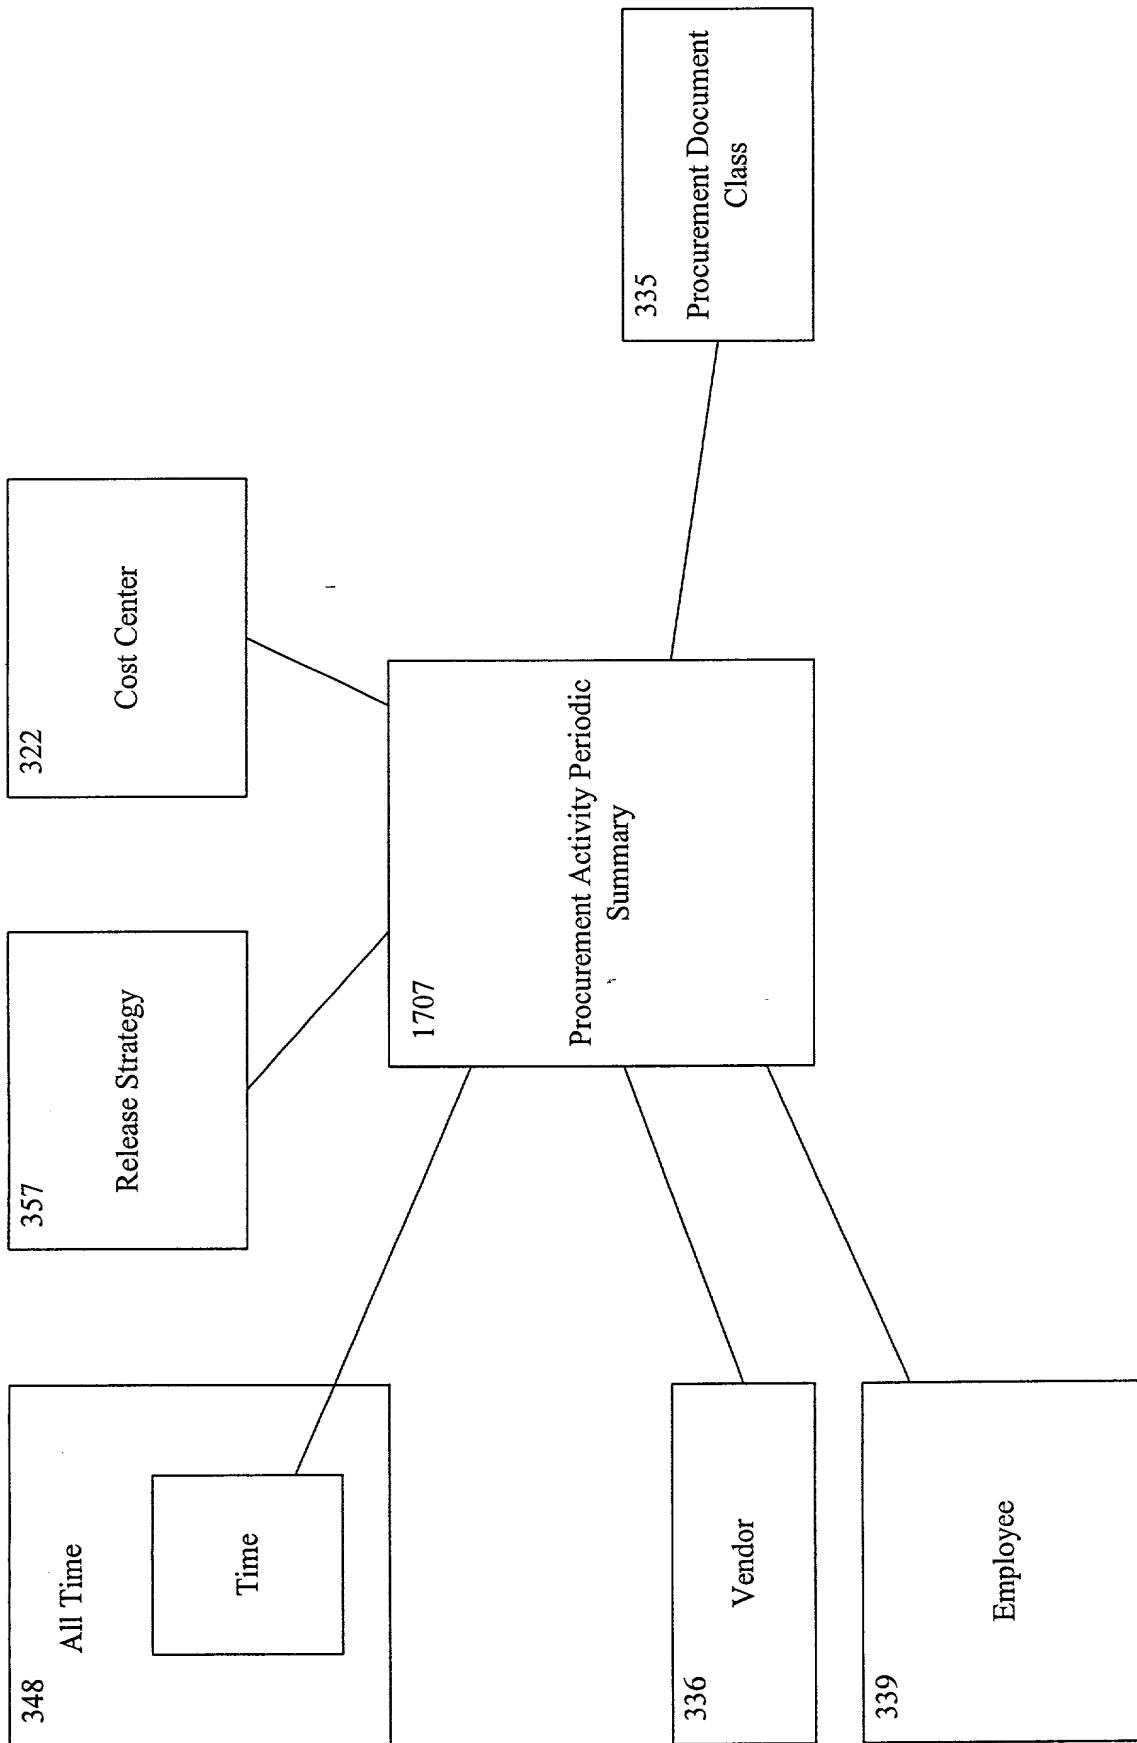 348
All Time
Time
357
Release Strategy
322
Cost Center
336
Vendor
1707
Procurement Activity Periodic
Summary
335
Procurement Document
Class
339
Employee